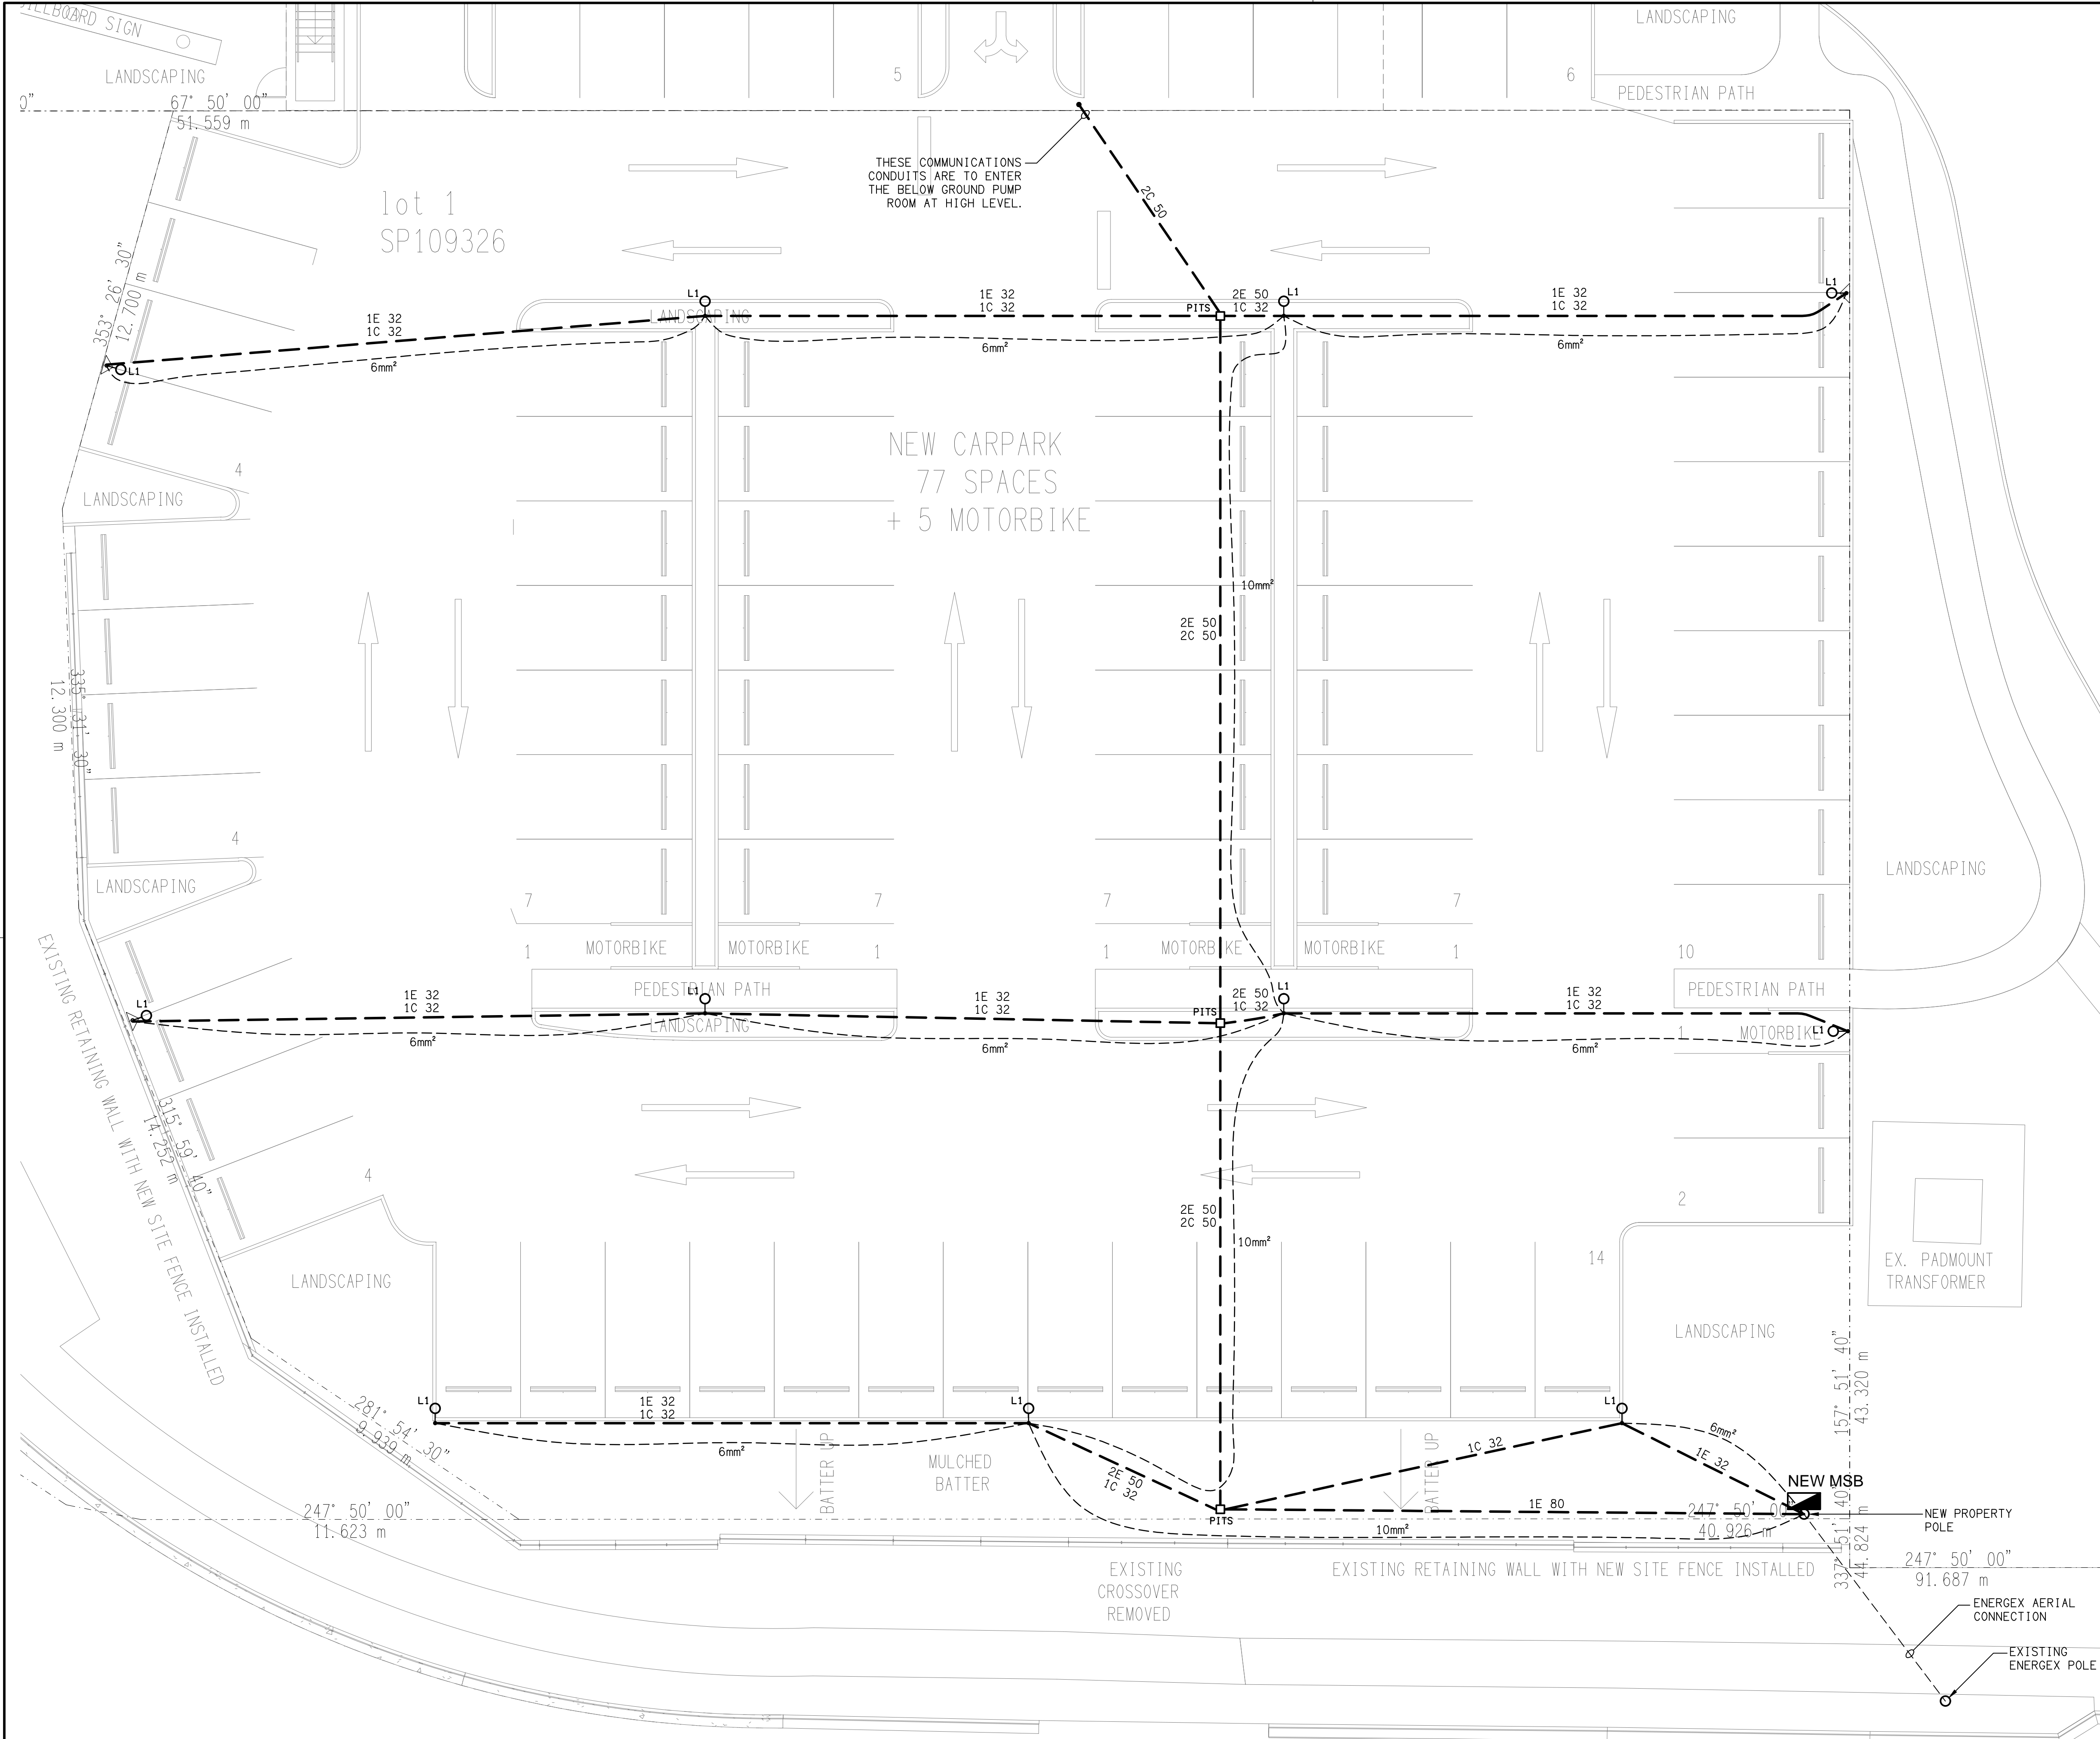 BILLBOARD SIGN
LANDSCAPING
67° 50' 00"
51.559 m
0"
5
6
LANDSCAPING
PEDESTRIAN PATH
THESE COMMUNICATIONS
CONDUITS ARE TO ENTER
THE BELOW GROUND PUMP
ROOM AT HIGH LEVEL.
2C 50
lot 1
SP109326
353° 26' 30"
12.700 m
L1
1E 32
1C 32
6mm²
L1
LANDSCAPING
1E 32
1C 32
6mm²
PITS
2E 50
1C 32
L1
1E 32
1C 32
6mm²
L1
4
LANDSCAPING
NEW CARPARK
77 SPACES
+ 5 MOTORBIKE
10mm²
2E 50
2C 50
335° 31' 30"
12.300 m
4
LANDSCAPING
LANDSCAPING
7
7
7
7
1
MOTORBIKE
MOTORBIKE
1
1
MOTORBIKE
MOTORBIKE
1
10
EXISTING RETAINING WALL WITH NEW SITE FENCE INSTALLED
L1
1E 32
1C 32
6mm²
PEDESTRIAN PATH
L1
LANDSCAPING
1E 32
1C 32
6mm²
PITS
2E 50
1C 32
L1
1E 32
1C 32
6mm²
PEDESTRIAN PATH
1
MOTORBIKE
L1
315° 59' 40"
14.252 m
4
2E 50
2C 50
10mm²
2
14
LANDSCAPING
EX. PADMOUNT
TRANSFORMER
LANDSCAPING
157° 51' 40"
43.320 m
L1
1E 32
1C 32
6mm²
L1
L1
281° 54' 30"
9.939 m
BATTER UP
MULCHED
BATTER
2E 50
1C 32
1C 32
BATTER UP
6mm²
1E 32
NEW MSB
1E 80
PITS
10mm²
247° 50' 00"
11.623 m
247° 50' 00"
40.926 m
337° 51' 40"
44.824 m
NEW PROPERTY
POLE
247° 50' 00"
91.687 m
EXISTING
CROSSOVER
REMOVED
EXISTING RETAINING WALL WITH NEW SITE FENCE INSTALLED
ENERGEX AERIAL
CONNECTION
EXISTING
ENERGEX POLE